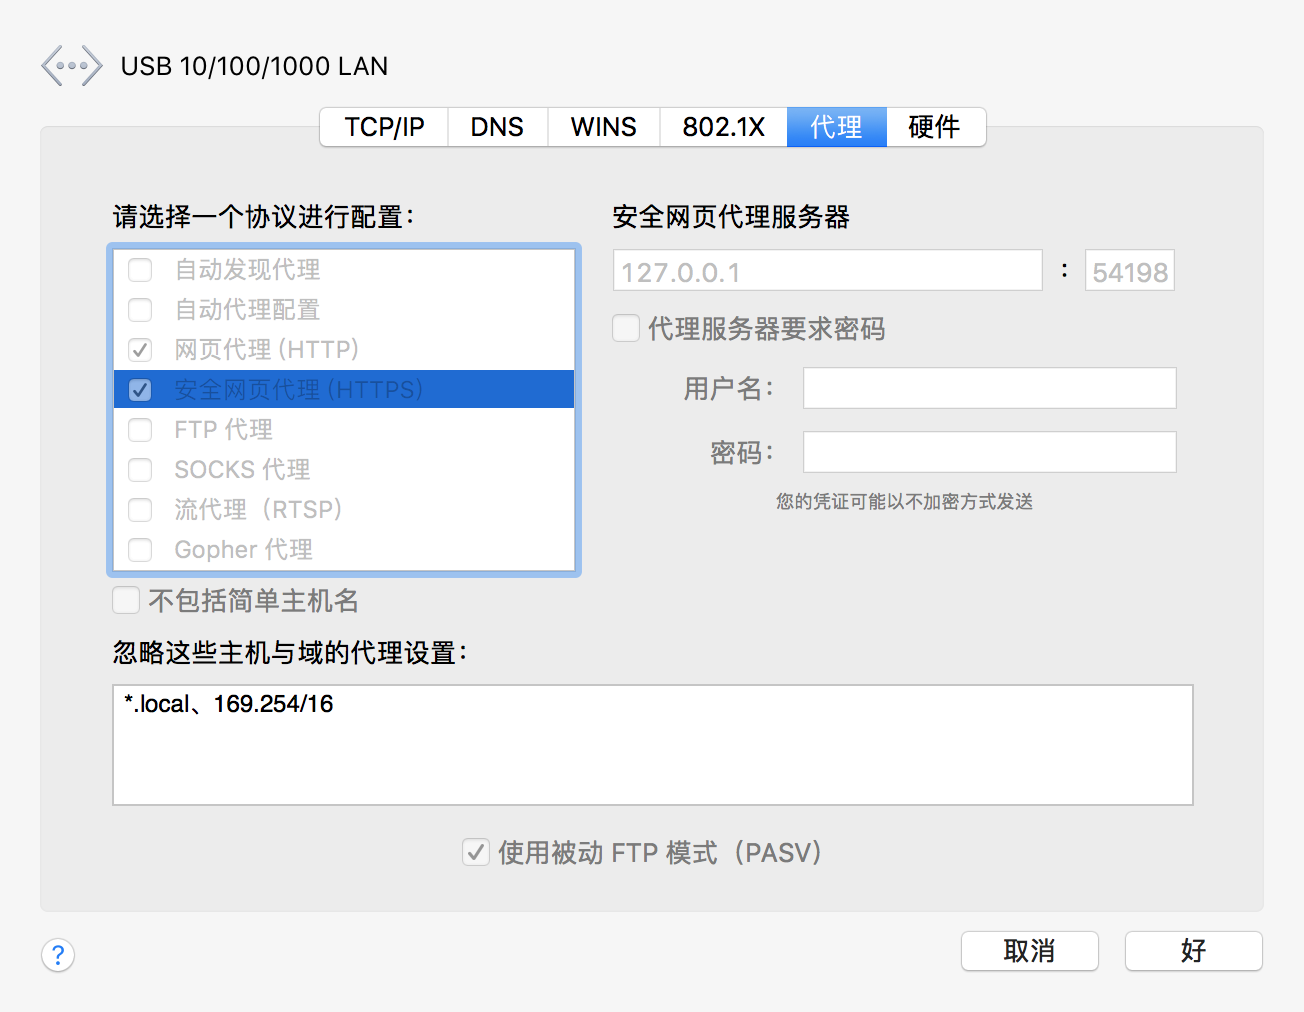 USB 10/100/1000 LAN
TCP/IP DNS WINS 802.1X 代理 硬件
请选择一个协议进行配置：
自动发现代理
自动代理配置
网页代理 (HTTP)
安全网页代理 (HTTPS)
FTP 代理
SOCKS 代理
流代理（RTSP）
Gopher 代理
不包括简单主机名
安全网页代理服务器
127.0.0.1 : 54198
代理服务器要求密码
用户名：
密码：
您的凭证可能以不加密方式发送
忽略这些主机与域的代理设置：
*.local、169.254/16
使用被动 FTP 模式（PASV）
?
取消 好